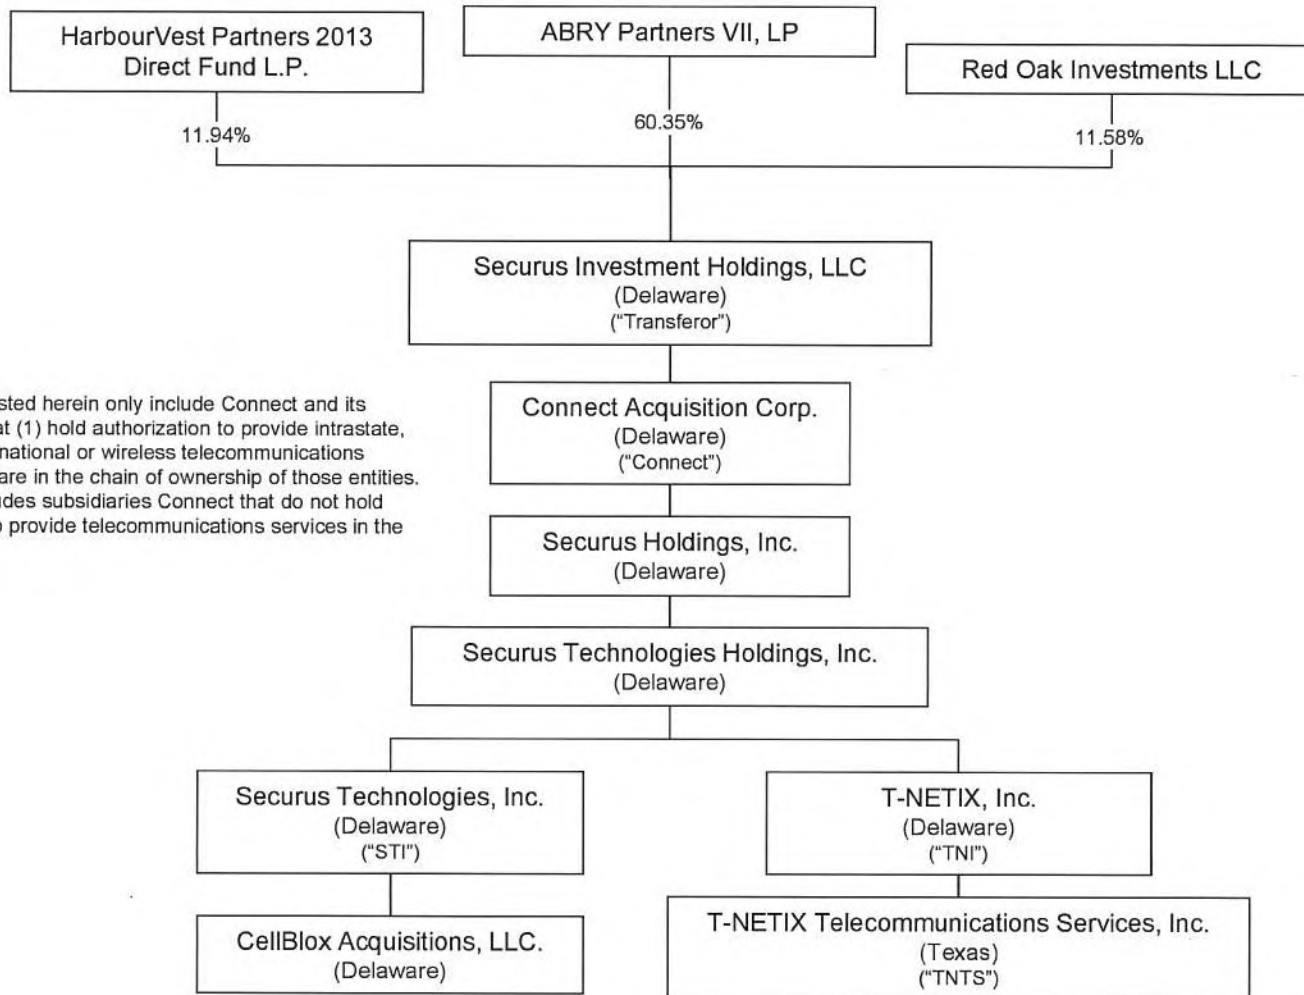 HarbourVest Partners 2013
Direct Fund L.P.
ABRY Partners VII, LP
Red Oak Investments LLC
11.94%
60.35%
11.58%
Securus Investment Holdings, LLC
(Delaware)
("Transferor")
sted herein only include Connect and its
at (1) hold authorization to provide intrastate,
national or wireless telecommunications
are in the chain of ownership of those entities.
udes subsidiaries Connect that do not hold
o provide telecommunications services in the
Connect Acquisition Corp.
(Delaware)
("Connect")
Securus Holdings, Inc.
(Delaware)
Securus Technologies Holdings, Inc.
(Delaware)
Securus Technologies, Inc.
(Delaware)
("STI")
T-NETIX, Inc.
(Delaware)
("TNI")
CellBlox Acquisitions, LLC.
(Delaware)
T-NETIX Telecommunications Services, Inc.
(Texas)
("TNTS")